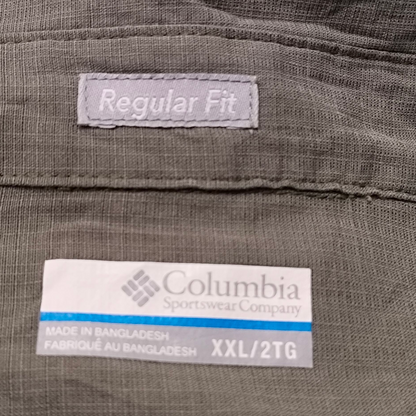 Regular Fit
Columbia
Sportswear Company
MADE IN BANGLADESH
FABRIQUÉ AU BANGLADESH XXL/2TG